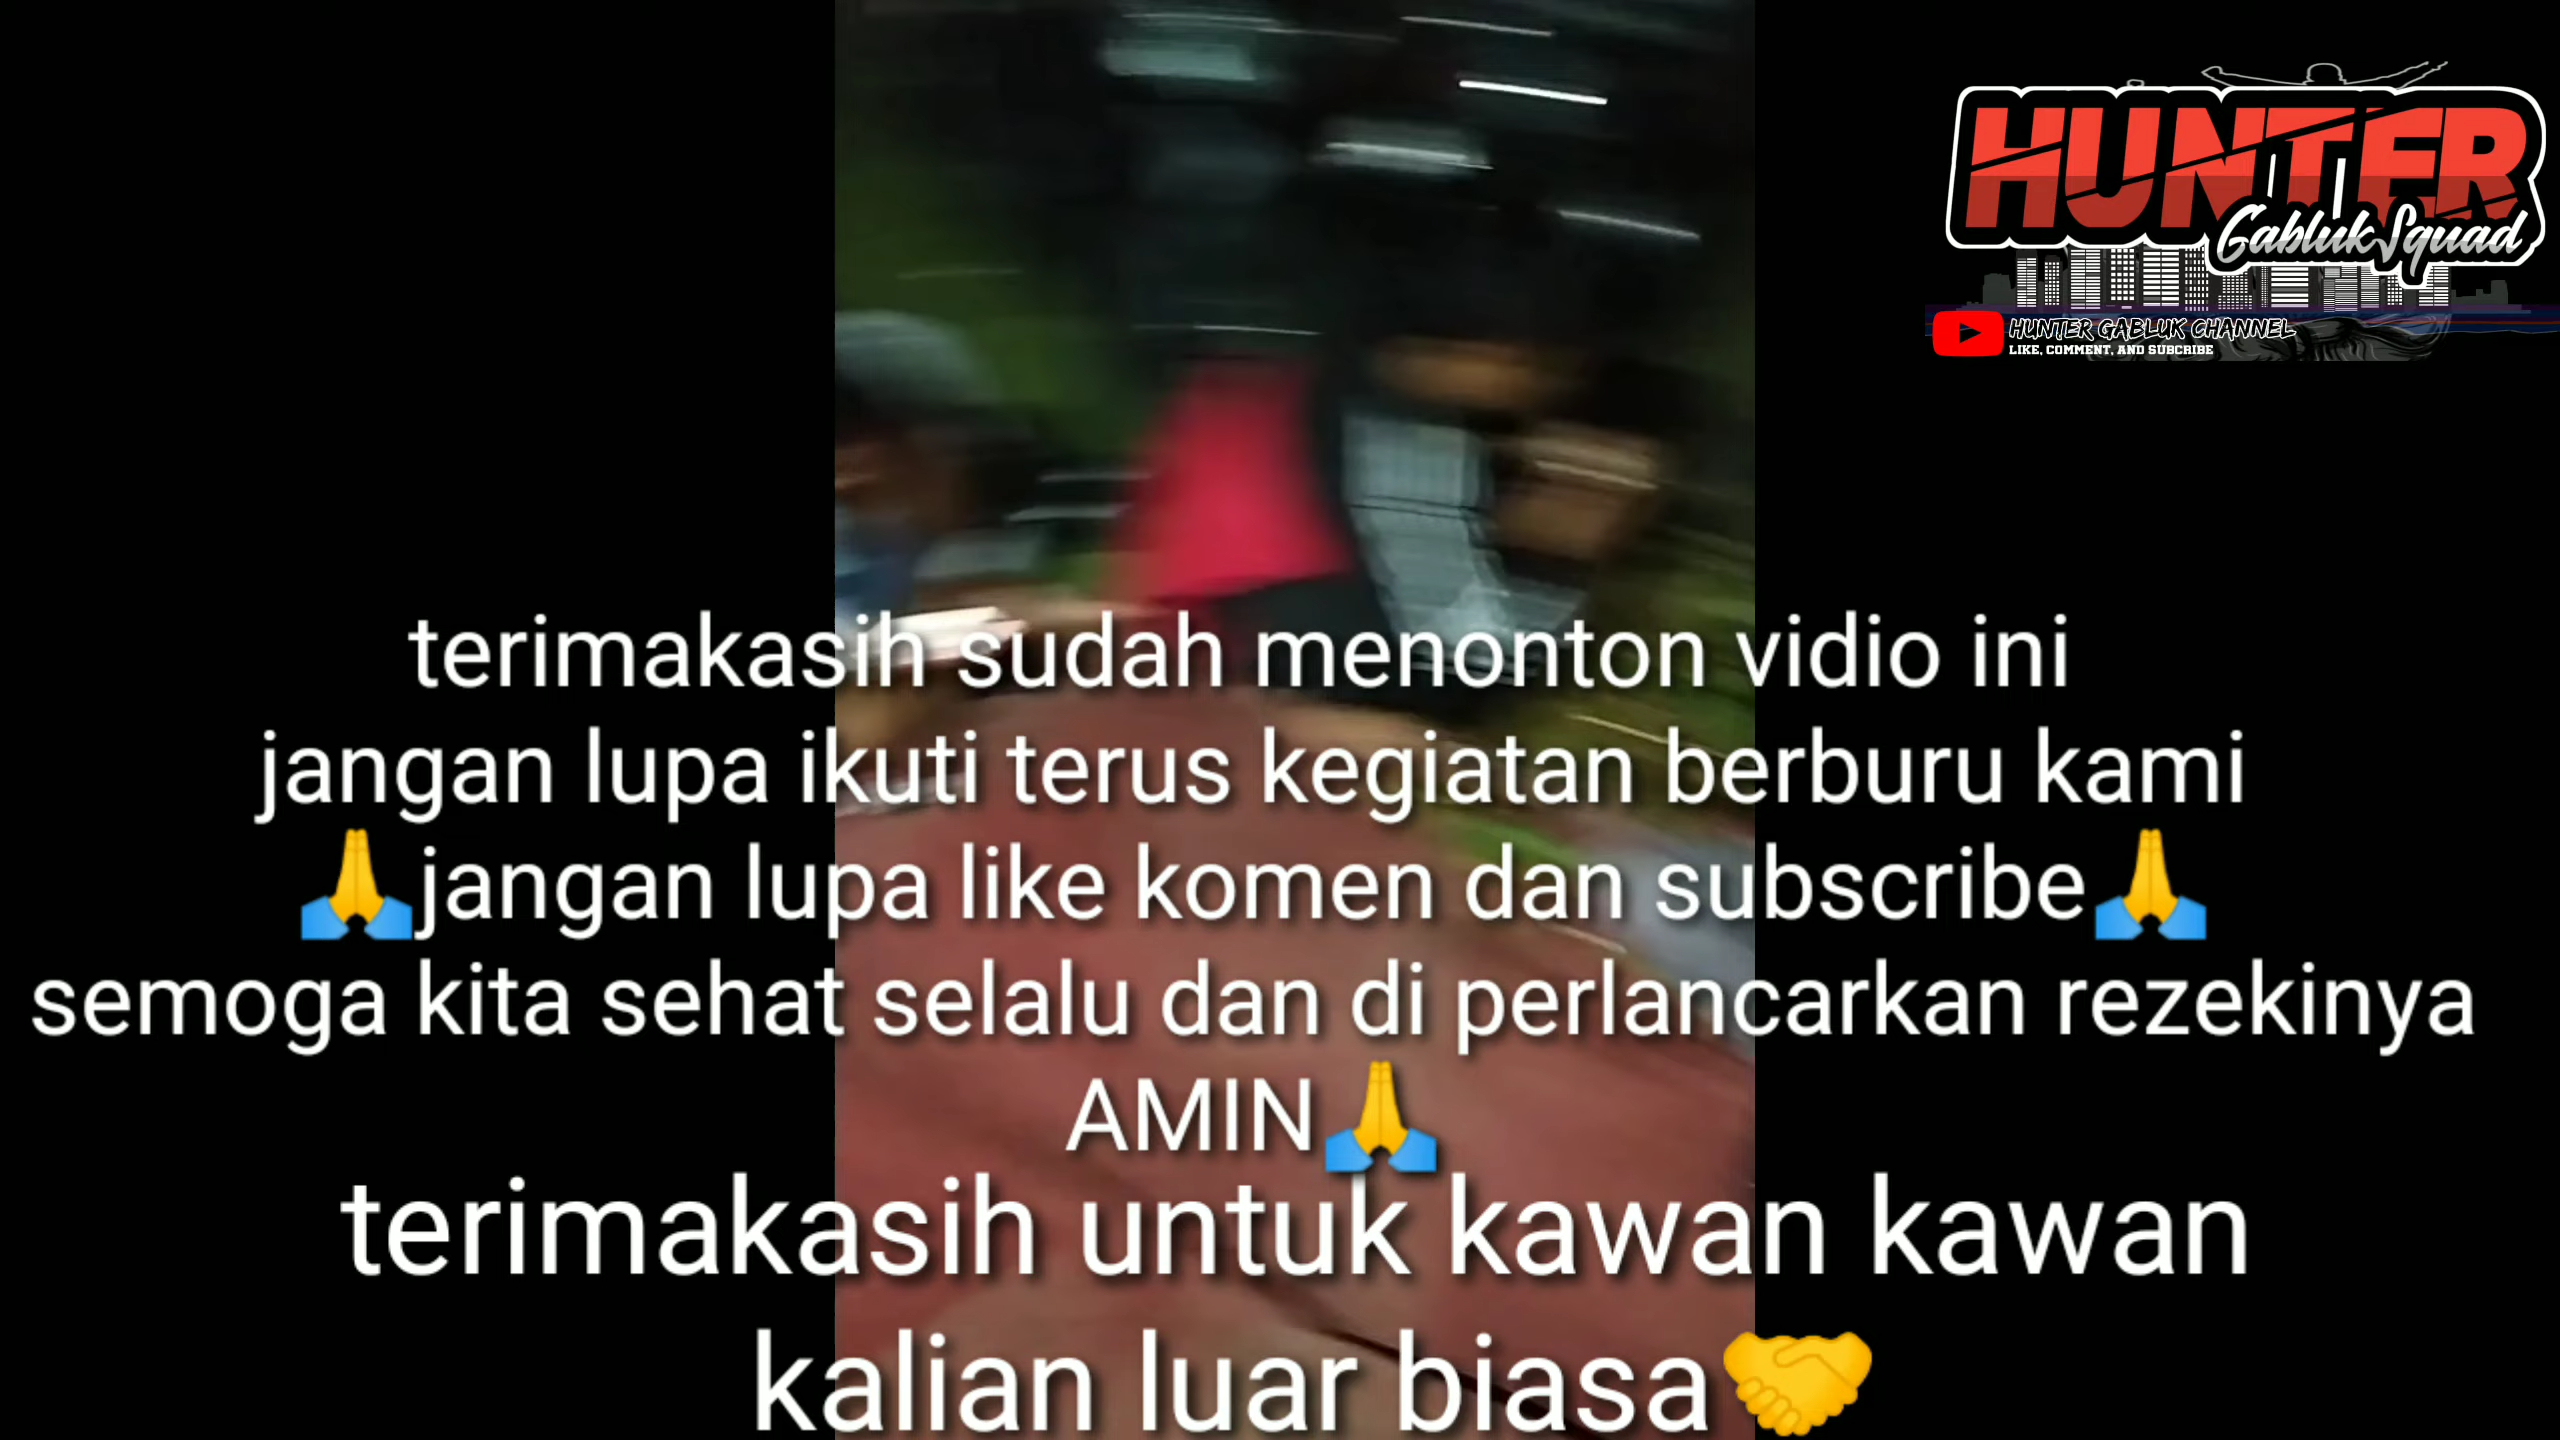 HUNTER
Gabluk Squad
HUNTER GABLUK CHANNEL
LIKE, COMMENT, AND SUBCRIBE
terimakasih sudah menonton vidio ini
jangan lupa ikuti terus kegiatan berburu kami
🙏jangan lupa like komen dan subscribe🙏
semoga kita sehat selalu dan di perlancarkan rezekinya
AMIN🙏
terimakasih untuk kawan kawan
kalian luar biasa🤝